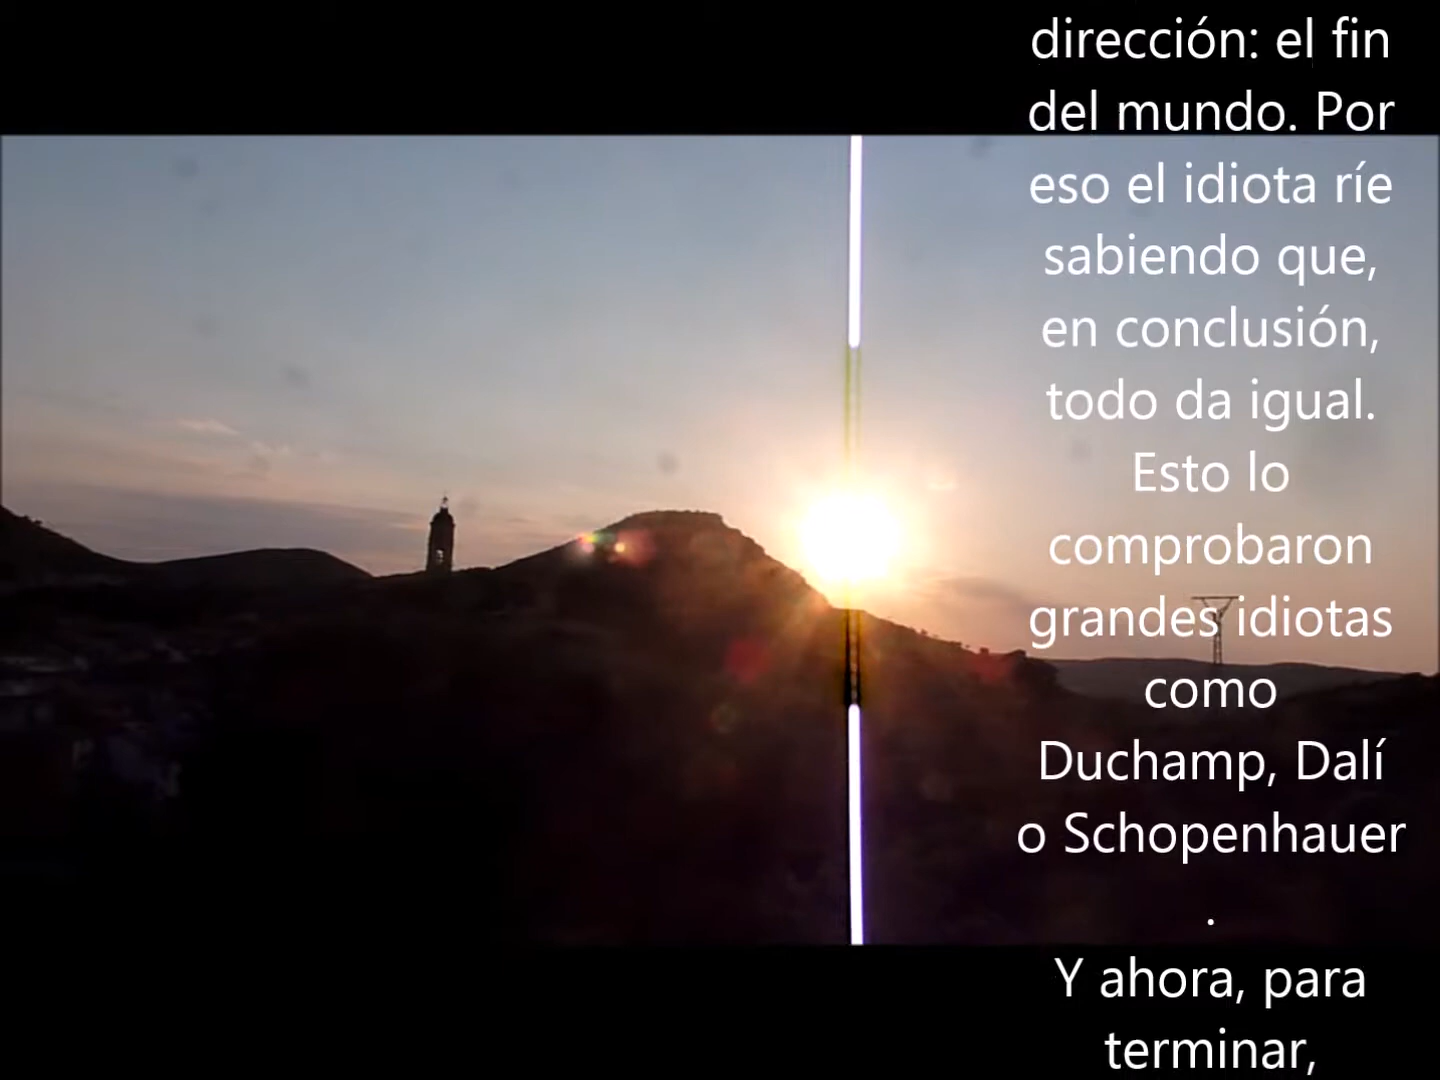 dirección: el fin
del mundo. Por
eso el idiota ríe
sabiendo que,
en conclusión,
todo da igual.
Esto lo
comprobaron
grandes idiotas
como
Duchamp, Dalí
o Schopenhauer
.
Y ahora, para
terminar,